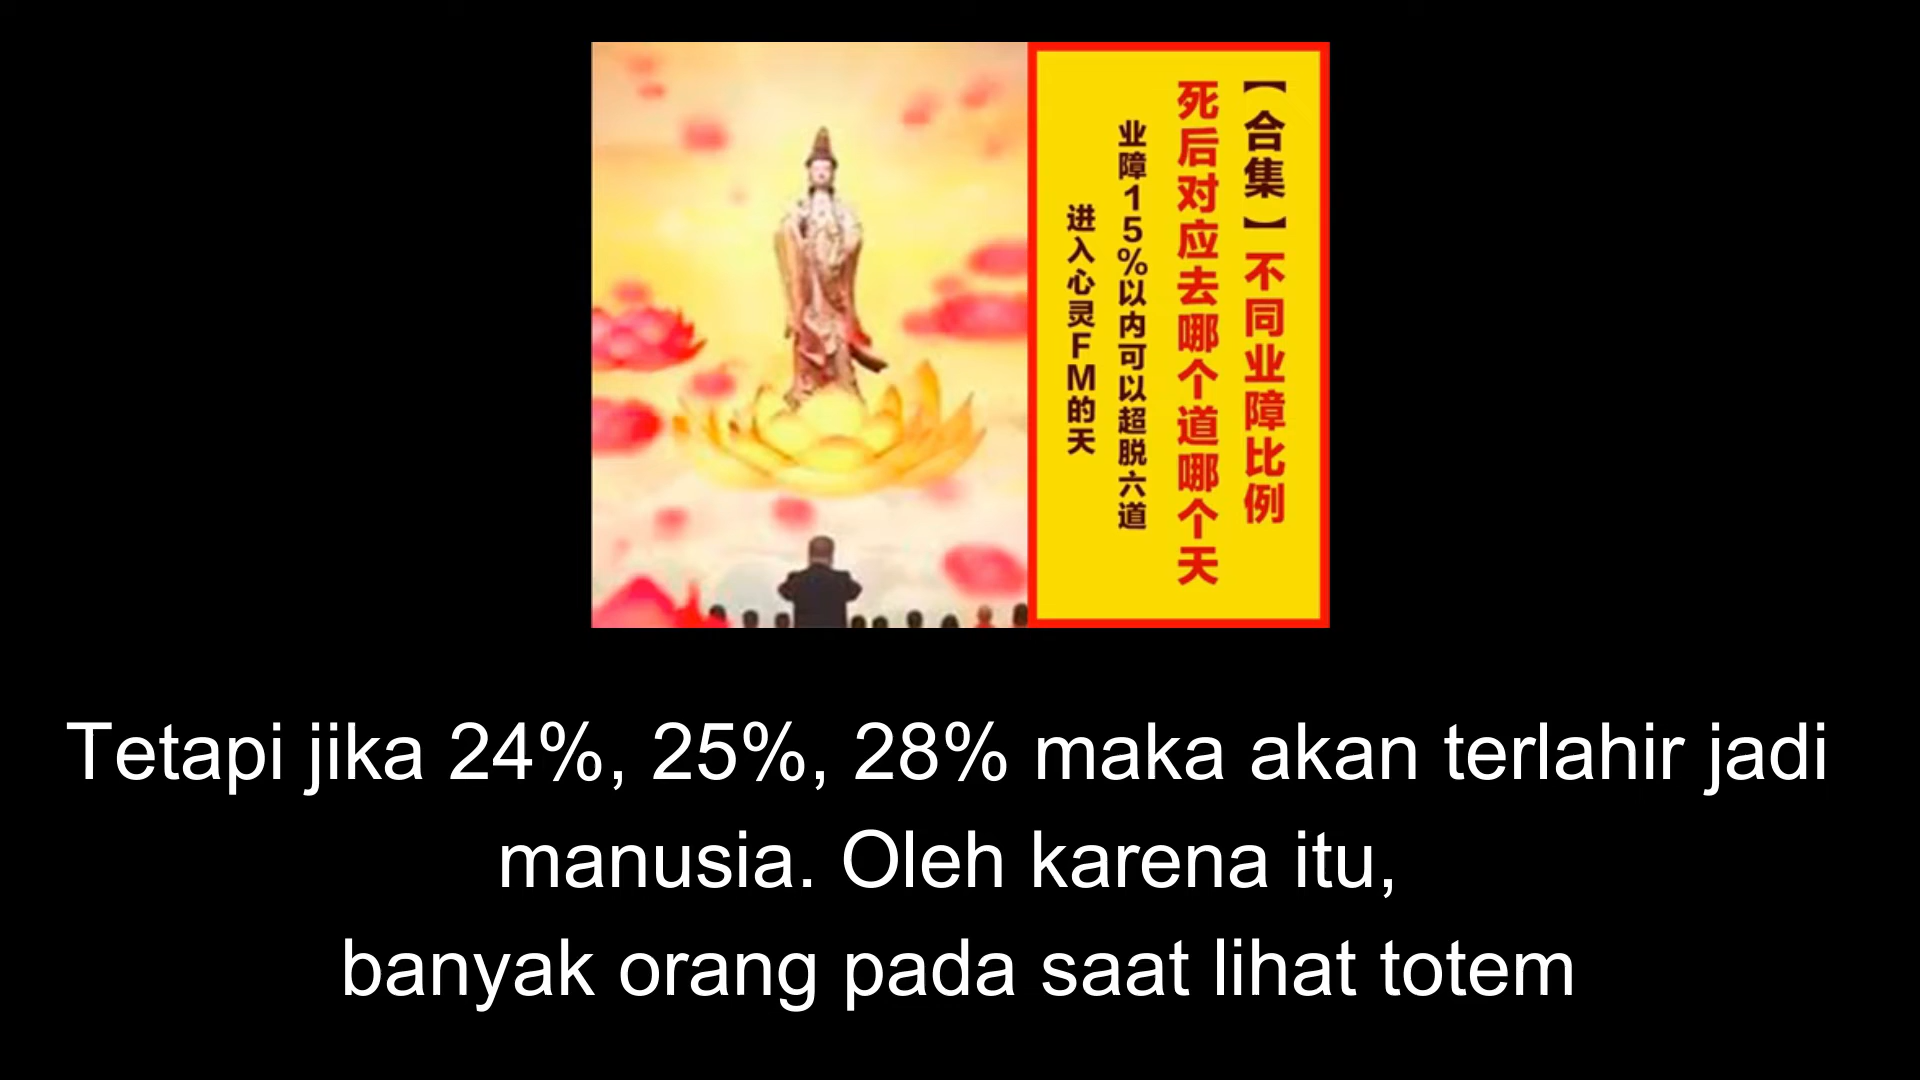 【合集】不同业障比例
死后对应去哪个道哪个天
业障15%以内可以超脱六道
进入心灵FM的天
Tetapi jika 24%, 25%, 28% maka akan terlahir jadi
manusia. Oleh karena itu,
banyak orang pada saat lihat totem